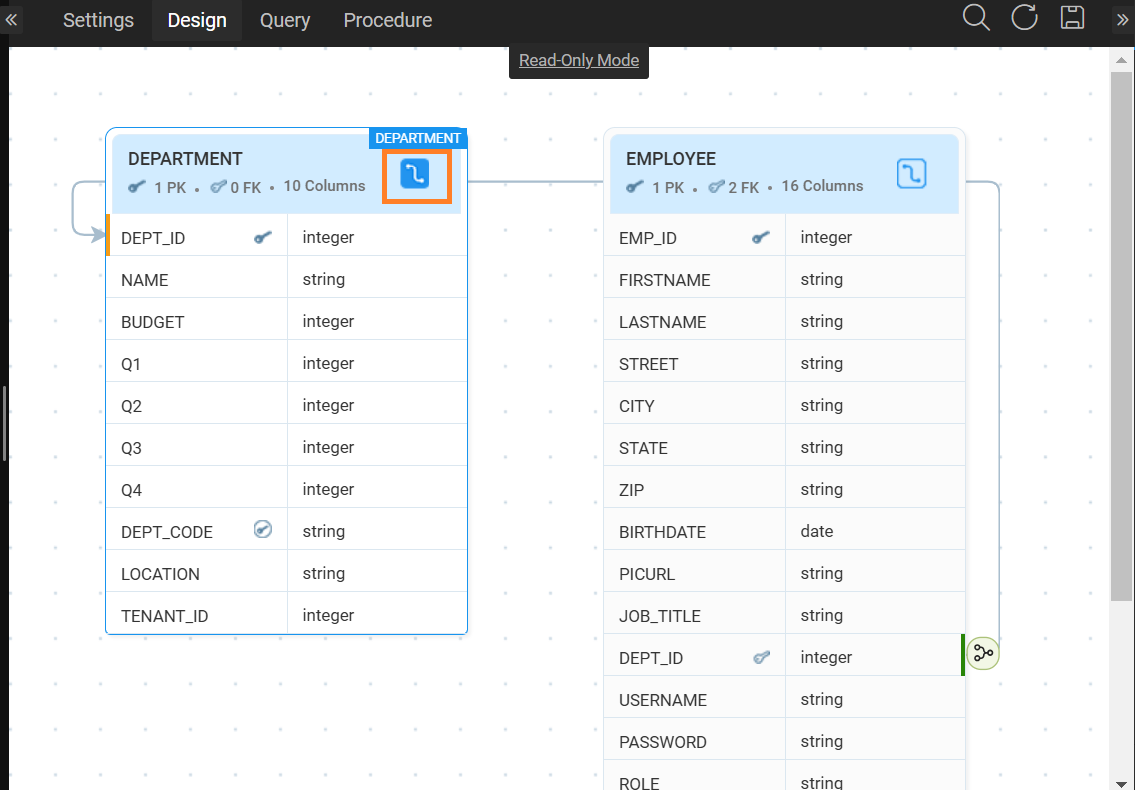 Settings Design Query Procedure
Read-Only Mode
DEPARTMENT
DEPARTMENT
1 PK • 0 FK • 10 Columns
DEPT_ID integer
NAME string
BUDGET integer
Q1 integer
Q2 integer
Q3 integer
Q4 integer
DEPT_CODE string
LOCATION string
TENANT_ID integer
EMPLOYEE
1 PK • 2 FK • 16 Columns
EMP_ID integer
FIRSTNAME string
LASTNAME string
STREET string
CITY string
STATE string
ZIP string
BIRTHDATE date
PICURL string
JOB_TITLE string
DEPT_ID integer
USERNAME string
PASSWORD string
ROLE string